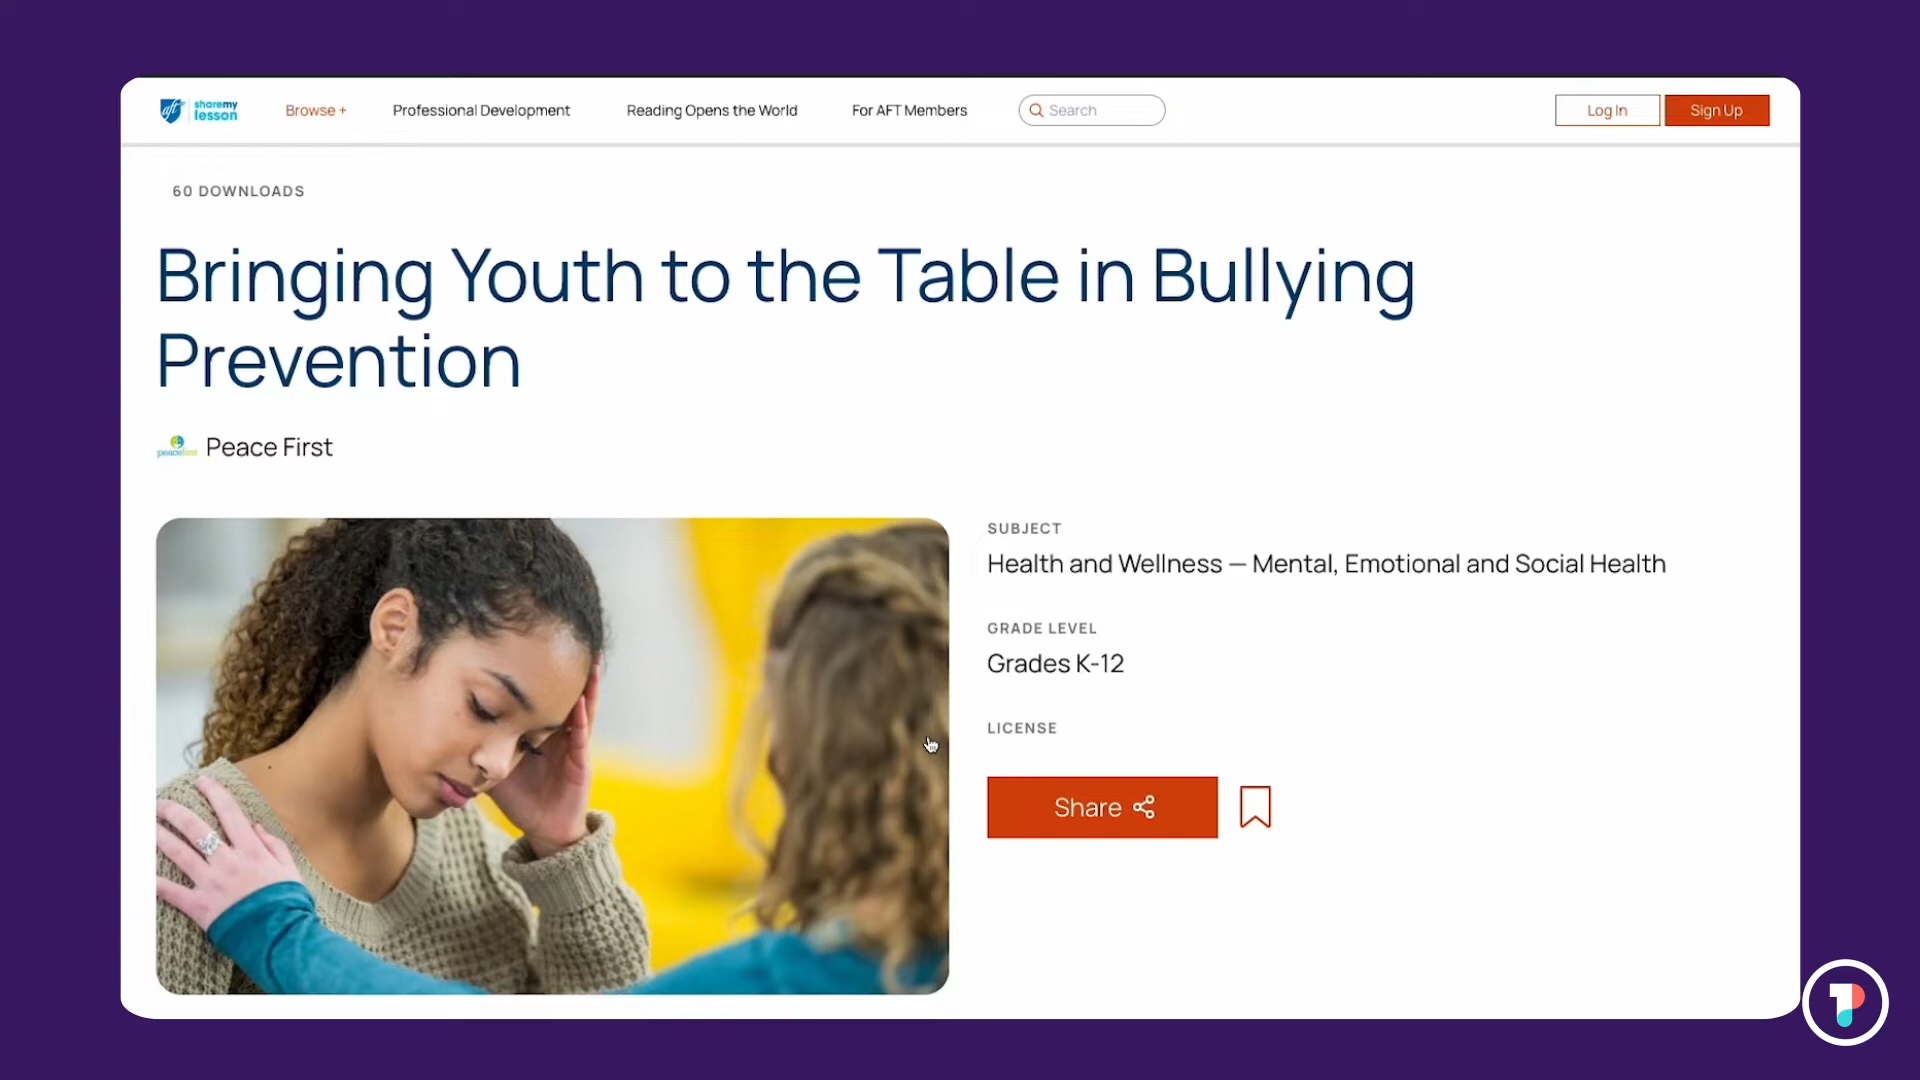 aft
sharemy
lesson
Browse +
Professional Development
Reading Opens the World
For AFT Members
Search
Log In
Sign Up
60 DOWNLOADS
Bringing Youth to the Table in Bullying
Prevention
peacefirst
Peace First
SUBJECT
Health and Wellness — Mental, Emotional and Social Health
GRADE LEVEL
Grades K-12
LICENSE
Share